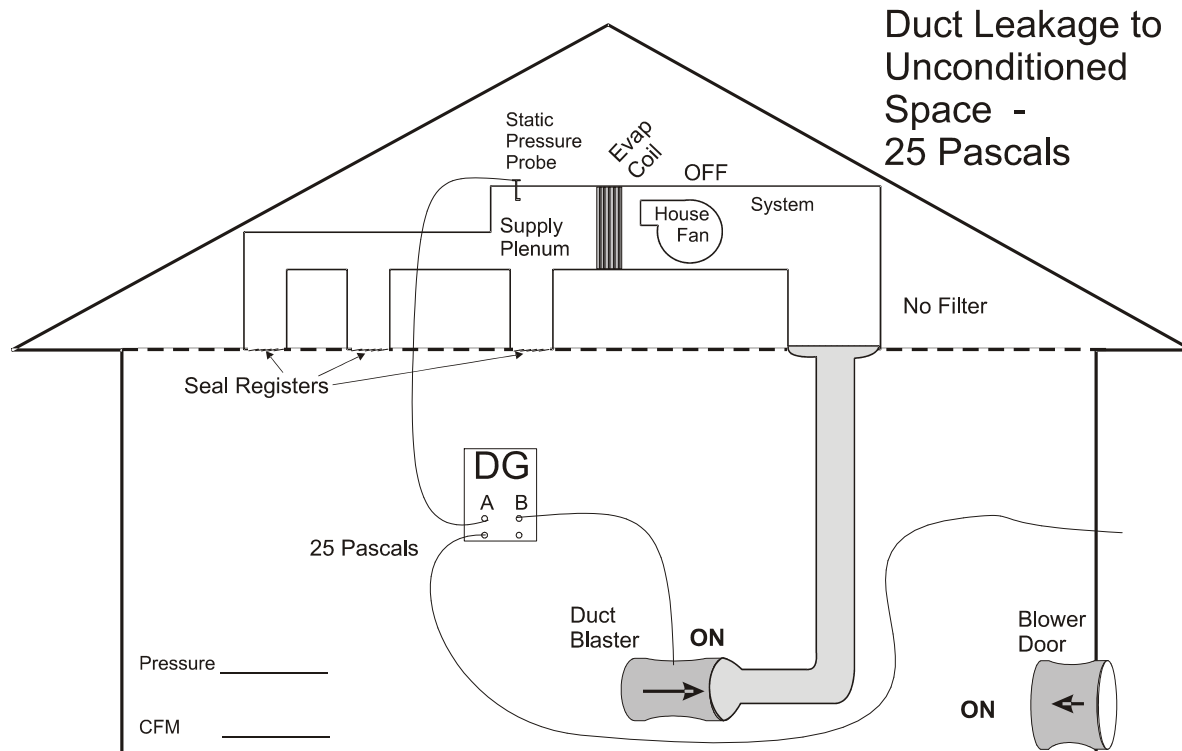 Duct Leakage to
Unconditioned
Space -
25 Pascals
Static
Pressure
Probe
Evap
Coil
OFF
System
House
Fan
Supply
Plenum
No Filter
Seal Registers
DG
A B
25 Pascals
Duct
Blaster
ON
Blower
Door
ON
Pressure
CFM